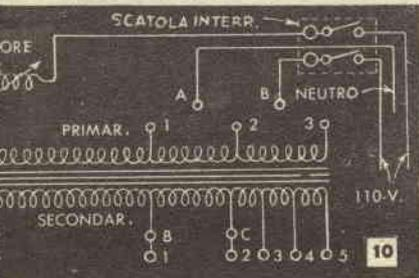 SCATOLA INTERR.
ORE
A
B NEUTRO
PRIMAR. 1 2 3
110-V.
SECONDAR.
B C
1 2 3 4 5
10